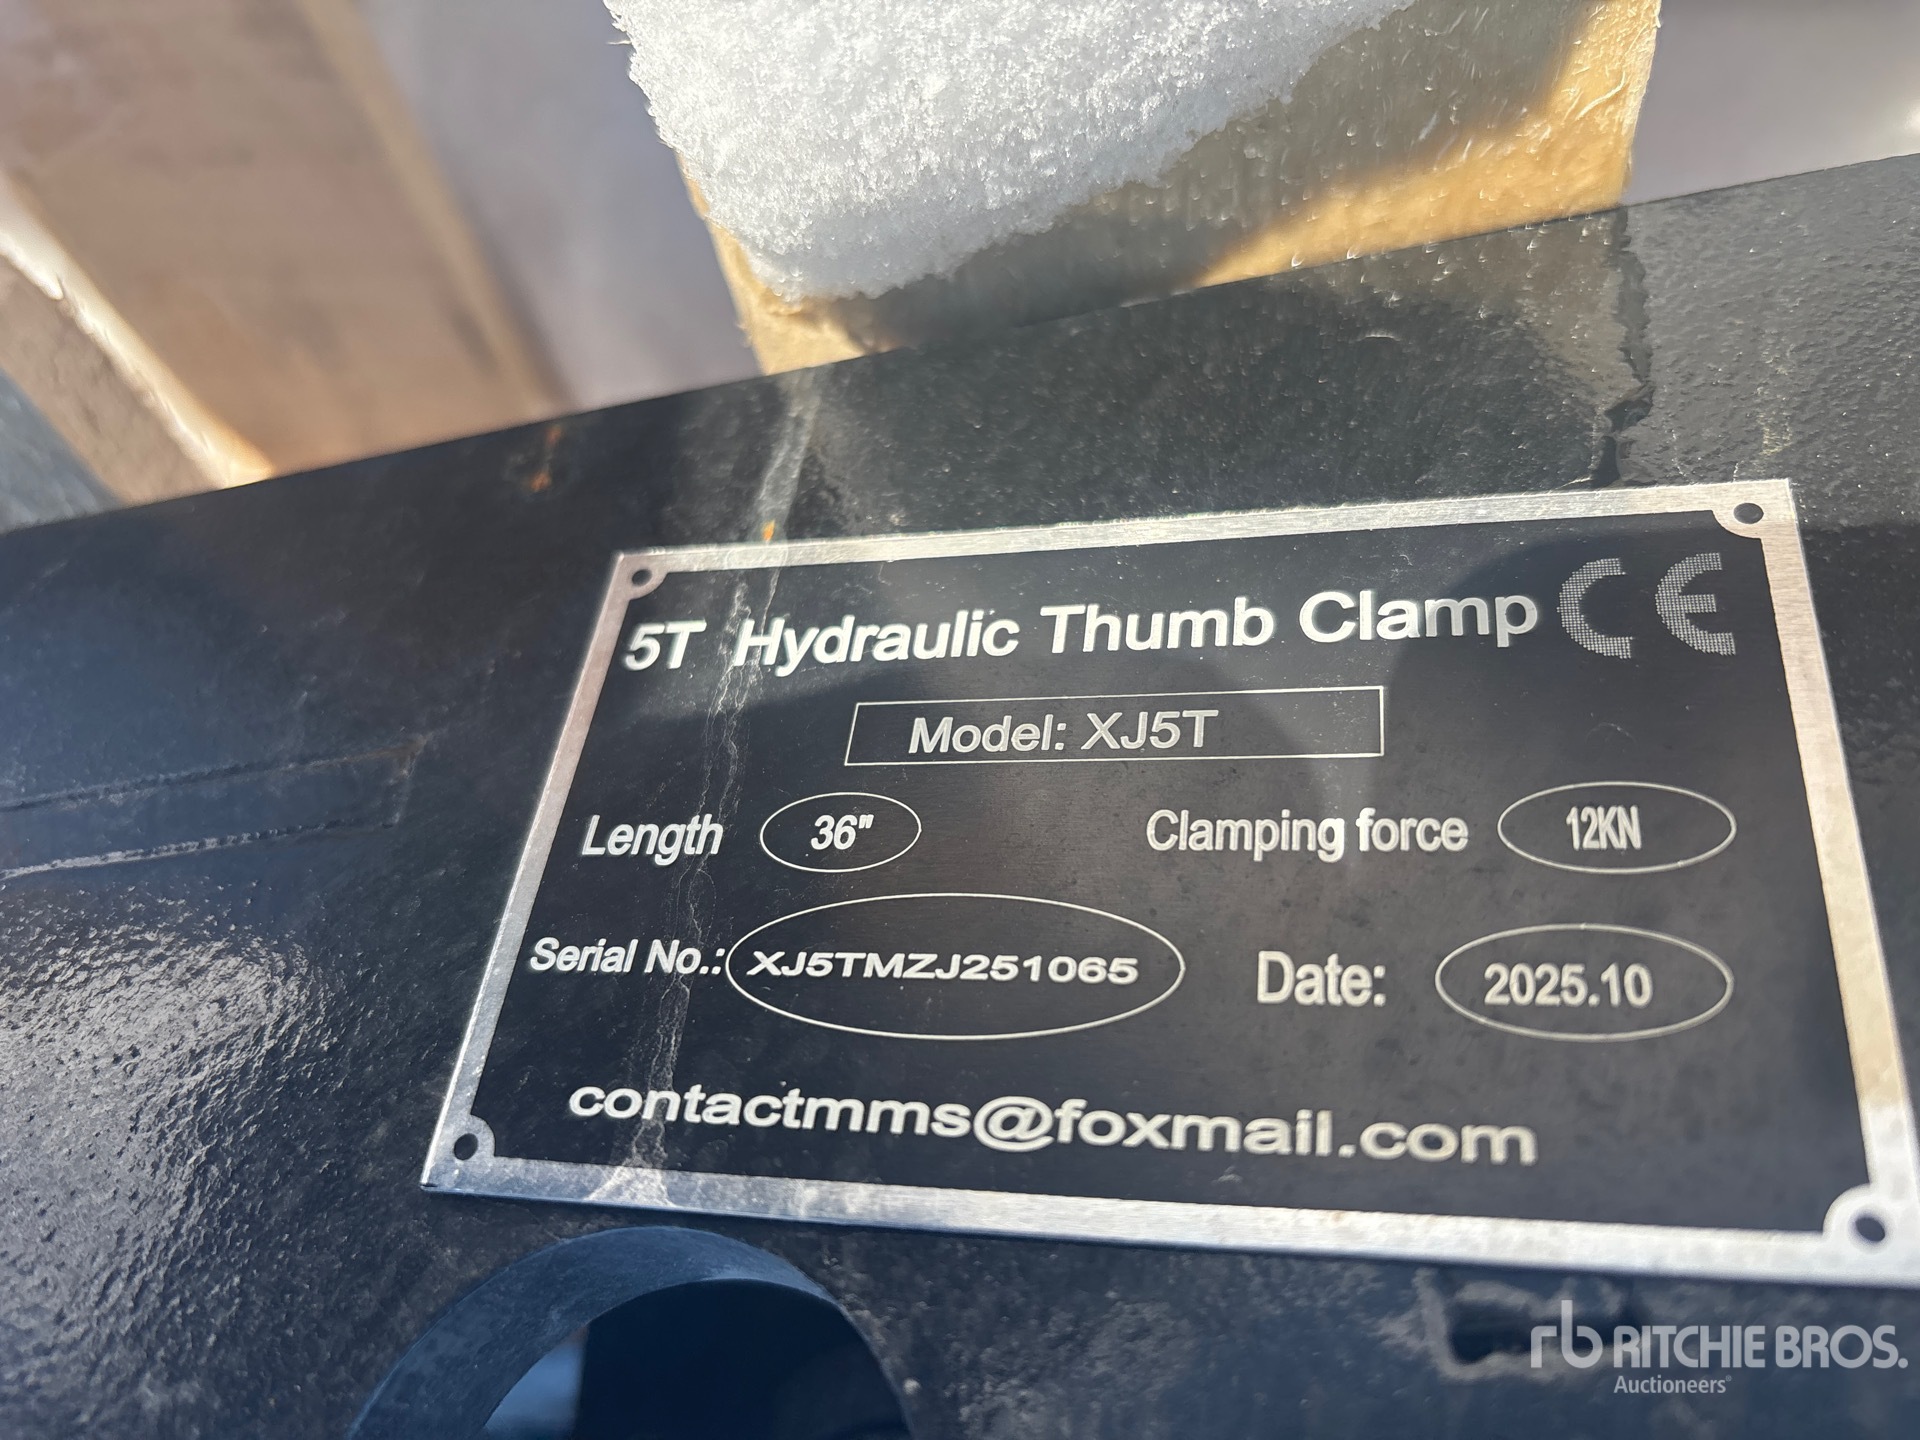 5T Hydraulic Thumb Clamp CE
Model: XJ5T
Length 36" Clamping force 12KN
Serial No.: XJ5TMZJ251065 Date: 2025.10
contactmms@foxmail.com
rb RITCHIE BROS.
Auctioneers